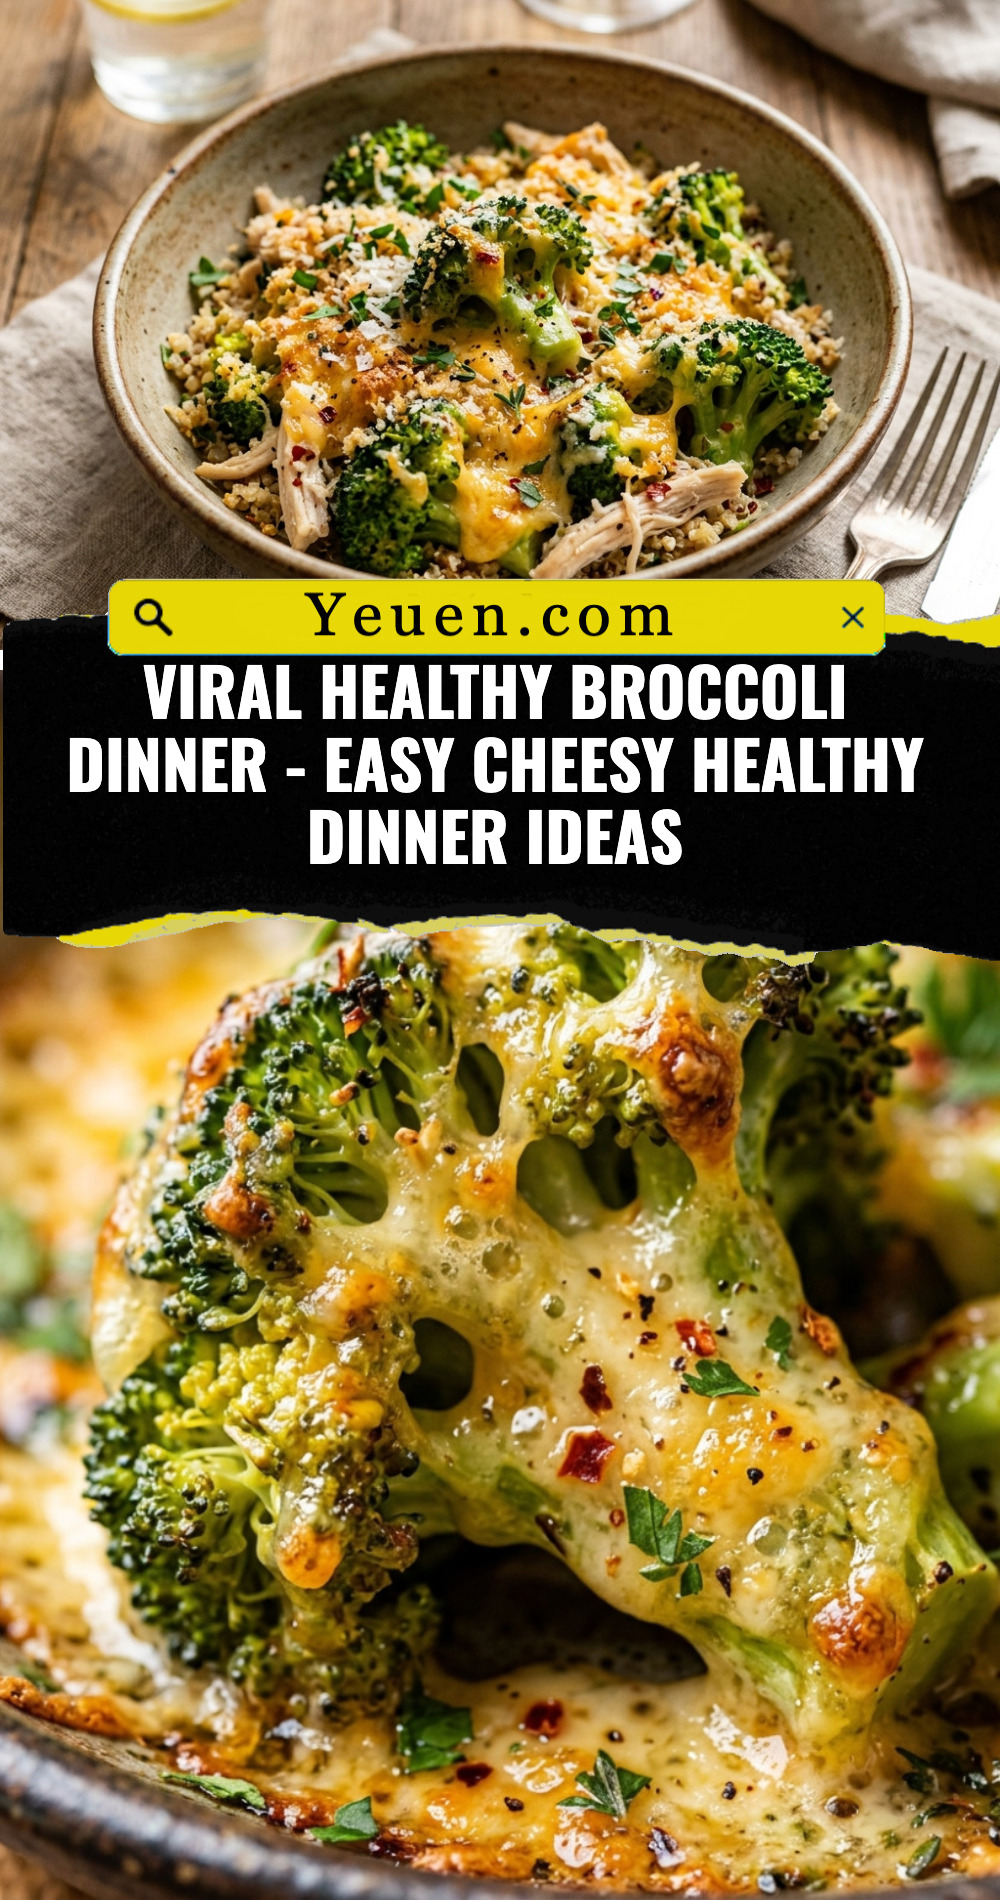 Yeuen.com
VIRAL HEALTHY BROCCOLI
DINNER - EASY CHEESY HEALTHY
DINNER IDEAS